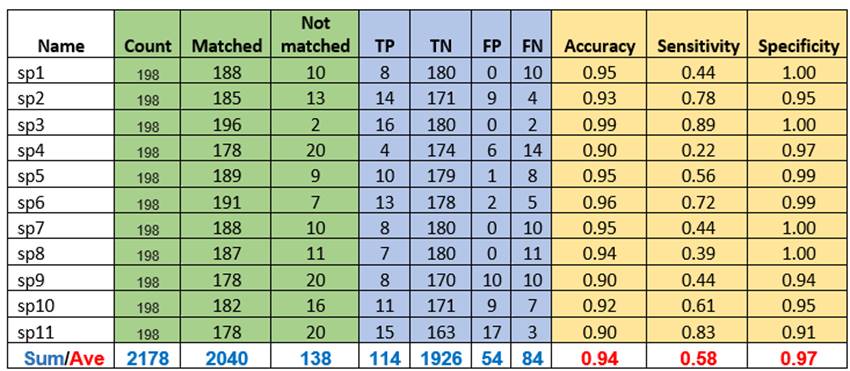 Name Count Matched Not matched TP TN FP FN Accuracy Sensitivity Specificity
sp1 198 188 10 8 180 0 10 0.95 0.44 1.00
sp2 198 185 13 14 171 9 4 0.93 0.78 0.95
sp3 198 196 2 16 180 0 2 0.99 0.89 1.00
sp4 198 178 20 4 174 6 14 0.90 0.22 0.97
sp5 198 189 9 10 179 1 8 0.95 0.56 0.99
sp6 198 191 7 13 178 2 5 0.96 0.72 0.99
sp7 198 188 10 8 180 0 10 0.95 0.44 1.00
sp8 198 187 11 7 180 0 11 0.94 0.39 1.00
sp9 198 178 20 8 170 10 10 0.90 0.44 0.94
sp10 198 182 16 11 171 9 7 0.92 0.61 0.95
sp11 198 178 20 15 163 17 3 0.90 0.83 0.91
Sum/Ave 2178 2040 138 114 1926 54 84 0.94 0.58 0.97